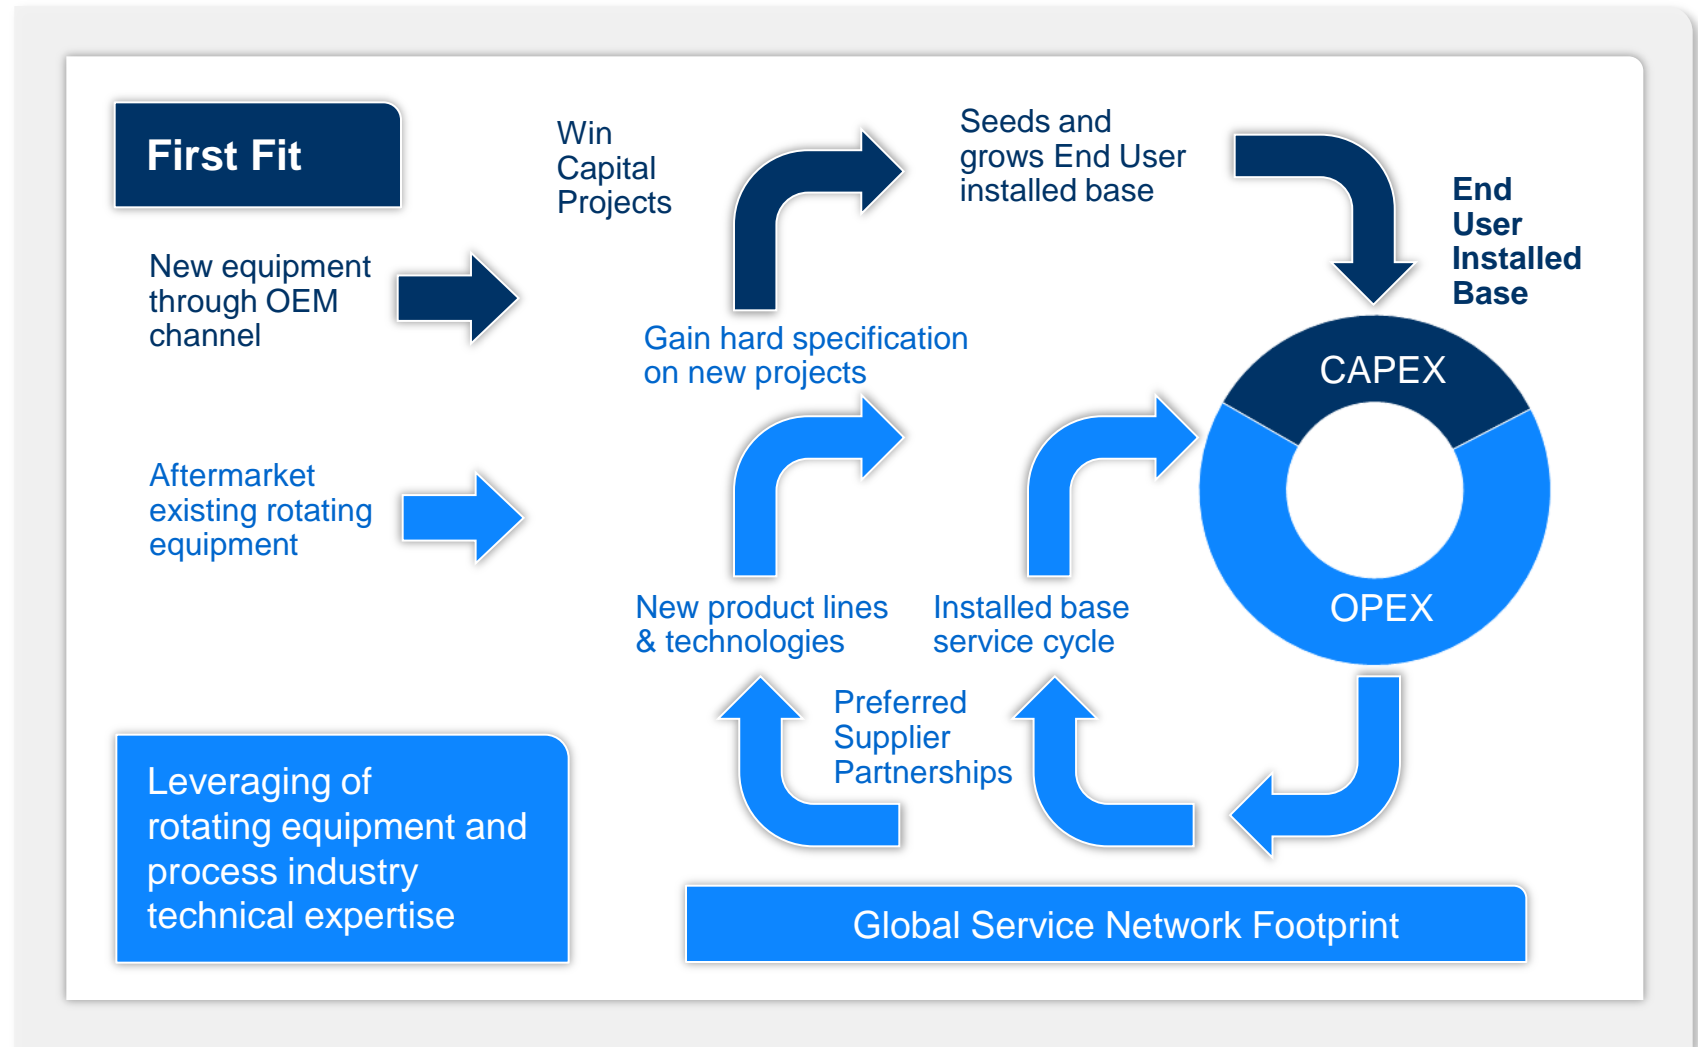 First Fit
Win
Capital
Projects
Seeds and
grows End User
installed base
End
User
Installed
Base
New equipment
through OEM
channel
Gain hard specification
on new projects
CAPEX
Aftermarket
existing rotating
equipment
New product lines
& technologies
Installed base
service cycle
OPEX
Preferred
Supplier
Partnerships
Leveraging of
rotating equipment and
process industry
technical expertise
Global Service Network Footprint